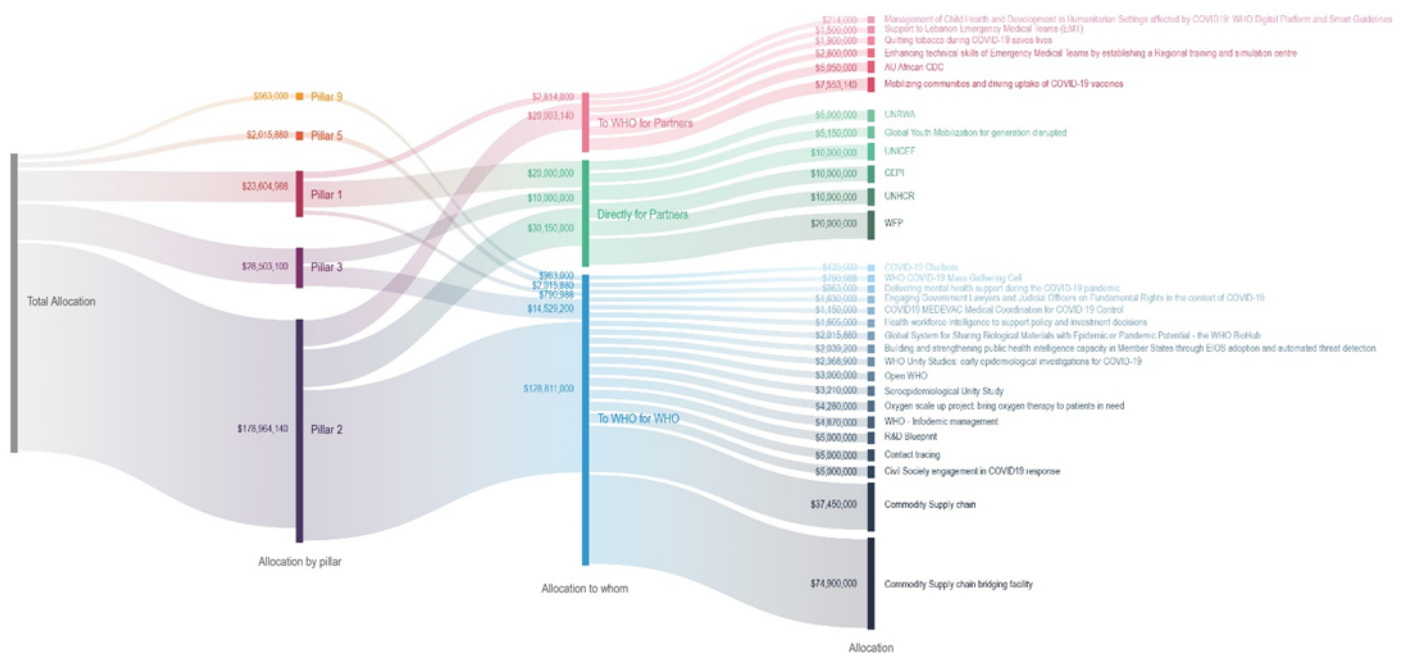 Total Allocation
$963,000 Pillar 9
$2,015,880 Pillar 5
$23,604,988 Pillar 1
$28,503,100 Pillar 3
$178,964,140 Pillar 2
Allocation by pillar
$2,814,000
$20,003,140
To WHO for Partners
$20,000,000
$10,000,000
$30,150,000
Directly for Partners
$963,000
$2,015,880
$790,988
$14,529,200
$128,811,000
To WHO for WHO
Allocation to whom
$214,000 Management of Child Health and Development in Humanitarian Settings affected by COVID19: WHO Digital Platform and Smart Guidelines
$1,500,000 Support to Lebanon Emergency Medical Teams (EMT)
$1,900,000 Quitting tobacco during COVID-19 saves lives
$2,600,000 Enhancing technical skills of Emergency Medical Teams by establishing a Regional training and simulation centre
$5,050,000 AU African CDC
$7,553,140 Mobilizing communities and driving uptake of COVID-19 vaccines
$5,000,000 UNRWA
$5,150,000 Global Youth Mobilization for generation disrupted
$10,000,000 UNICEF
$10,000,000 CEPI
$10,000,000 UNHCR
$20,000,000 WFP
$435,000 COVID-19 Chatbots
$790,988 WHO COVID-19 Mass Gathering Cell
$963,000 Delivering mental health support during the COVID-19 pandemic
Engaging Government Lawyers and Judicial Officers on Fundamental Rights in the context of COVID-19
$1,150,000 COVID19 MEDEVAC Medical Coordination for COVID 19 Control
$1,605,000 Health workforce intelligence to support policy and investment decisions
$2,015,880 Global System for Sharing Biological Materials with Epidemic or Pandemic Potential - the WHO BioHub
$2,039,200 Building and strengthening public health intelligence capacity in Member States through EIOS adoption and automated threat detection
$2,368,900 WHO Unity Studies: early epidemiological investigations for COVID-19
$3,000,000 Open WHO
$3,210,000 Seroepidemiological Unity Study
$4,280,000 Oxygen scale up project: bring oxygen therapy to patients in need
$4,870,000 WHO - Infodemic management
$5,000,000 R&D Blueprint
$5,000,000 Contact tracing
$5,000,000 Civil Society engagement in COVID19 response
$37,450,000 Commodity Supply chain
$74,900,000 Commodity Supply chain bridging facility
Allocation